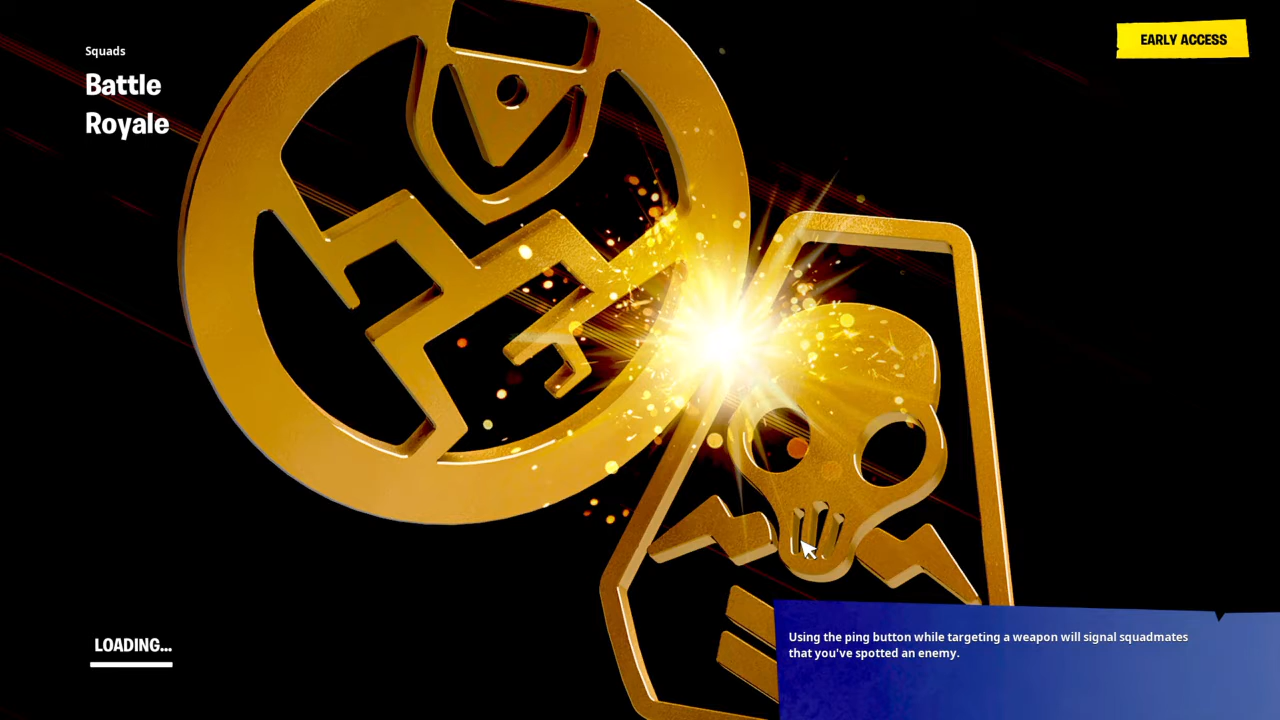 Squads
Battle
Royale
EARLY ACCESS
LOADING...
Using the ping button while targeting a weapon will signal squadmates
that you've spotted an enemy.